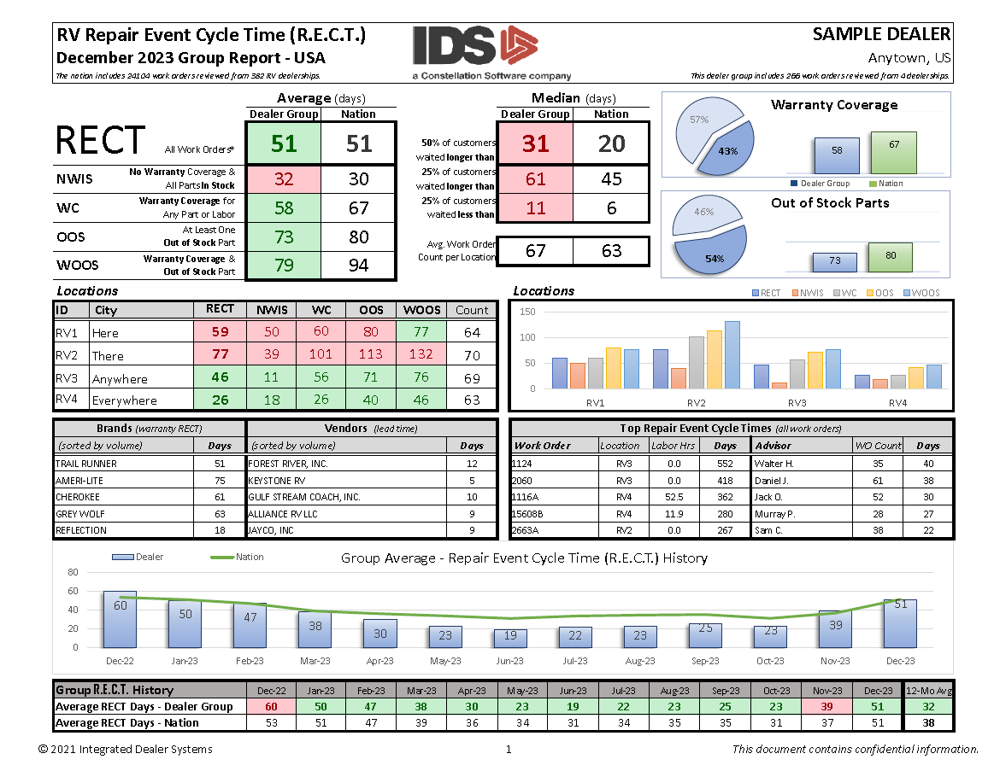 RV Repair Event Cycle Time (R.E.C.T.)
December 2023 Group Report - USA
The nation includes 24104 work orders reviewed from 382 RV dealerships.
IDS
a Constellation Software company
SAMPLE DEALER
Anytown, US
This dealer group includes 266 work orders reviewed from 4 dealerships.
Average (days)
Dealer Group Nation
RECT All Work Orders* 51 51
NWIS No Warranty Coverage & All Parts In Stock 32 30
WC Warranty Coverage for Any Part or Labor 58 67
OOS At Least One Out of Stock Part 73 80
WOOS Warranty Coverage & Out of Stock Part 79 94
Median (days)
Dealer Group Nation
50% of customers waited longer than 31 20
25% of customers waited longer than 61 45
25% of customers waited less than 11 6
Avg. Work Order Count per Location 67 63
Warranty Coverage
57%
43%
58
67
Dealer Group Nation
Out of Stock Parts
46%
54%
73
80
Locations
ID City RECT NWIS WC OOS WOOS Count
RV1 Here 59 50 60 80 77 64
RV2 There 77 39 101 113 132 70
RV3 Anywhere 46 11 56 71 76 69
RV4 Everywhere 26 18 26 40 46 63
Locations
RECT NWIS WC OOS WOOS
150
100
50
0
RV1 RV2 RV3 RV4
Brands (warranty RECT) Vendors (lead time)
(sorted by volume) Days (sorted by volume) Days
TRAIL RUNNER 51 FOREST RIVER, INC. 12
AMERI-LITE 75 KEYSTONE RV 5
CHEROKEE 61 GULF STREAM COACH, INC. 10
GREY WOLF 63 ALLIANCE RV LLC 9
REFLECTION 18 JAYCO, INC 9
Top Repair Event Cycle Times (all work orders)
Work Order Location Labor Hrs Days Advisor WO Count Days
1124 RV3 0.0 552 Walter H. 35 40
2060 RV3 0.0 418 Daniel J. 61 38
1116A RV4 52.5 362 Jack O. 52 30
15608B RV4 11.9 280 Murray P. 28 27
2663A RV2 0.0 267 Sam C. 38 22
Dealer Nation
Group Average - Repair Event Cycle Time (R.E.C.T.) History
80
60
40
20
0
60 50 47 38 30 23 19 22 23 25 23 39 51
Dec-22 Jan-23 Feb-23 Mar-23 Apr-23 May-23 Jun-23 Jul-23 Aug-23 Sep-23 Oct-23 Nov-23 Dec-23
Group R.E.C.T. History Dec-22 Jan-23 Feb-23 Mar-23 Apr-23 May-23 Jun-23 Jul-23 Aug-23 Sep-23 Oct-23 Nov-23 Dec-23 12-Mo Avg
Average RECT Days - Dealer Group 60 50 47 38 30 23 19 22 23 25 23 39 51 32
Average RECT Days - Nation 53 51 47 39 36 34 31 34 35 35 31 37 51 38
© 2021 Integrated Dealer Systems
1
This document contains confidential information.